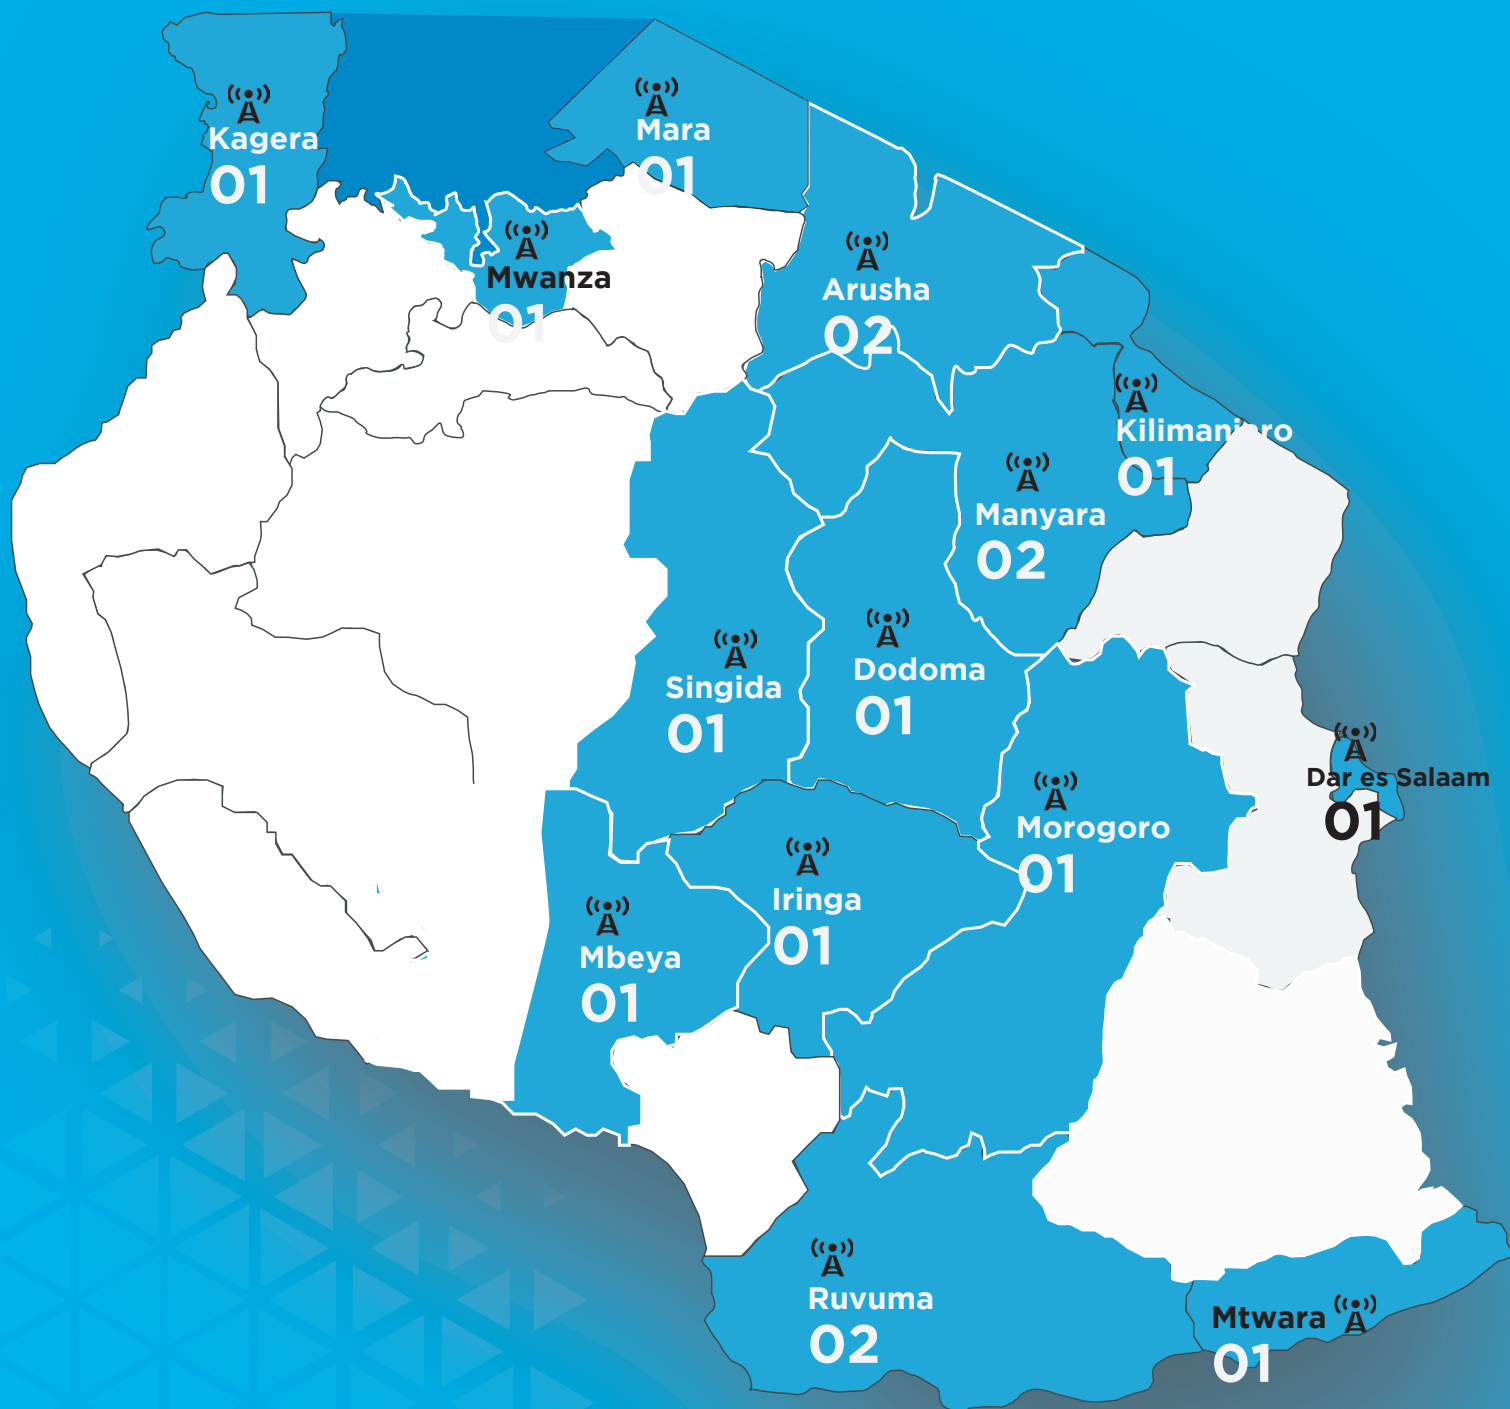 Kagera
01
Mara
01
Mwanza
01
Arusha
02
Kilimanjaro
01
Manyara
02
Singida
01
Dodoma
01
Dar es Salaam
01
Morogoro
01
Iringa
01
Mbeya
01
Ruvuma
02
Mtwara
01